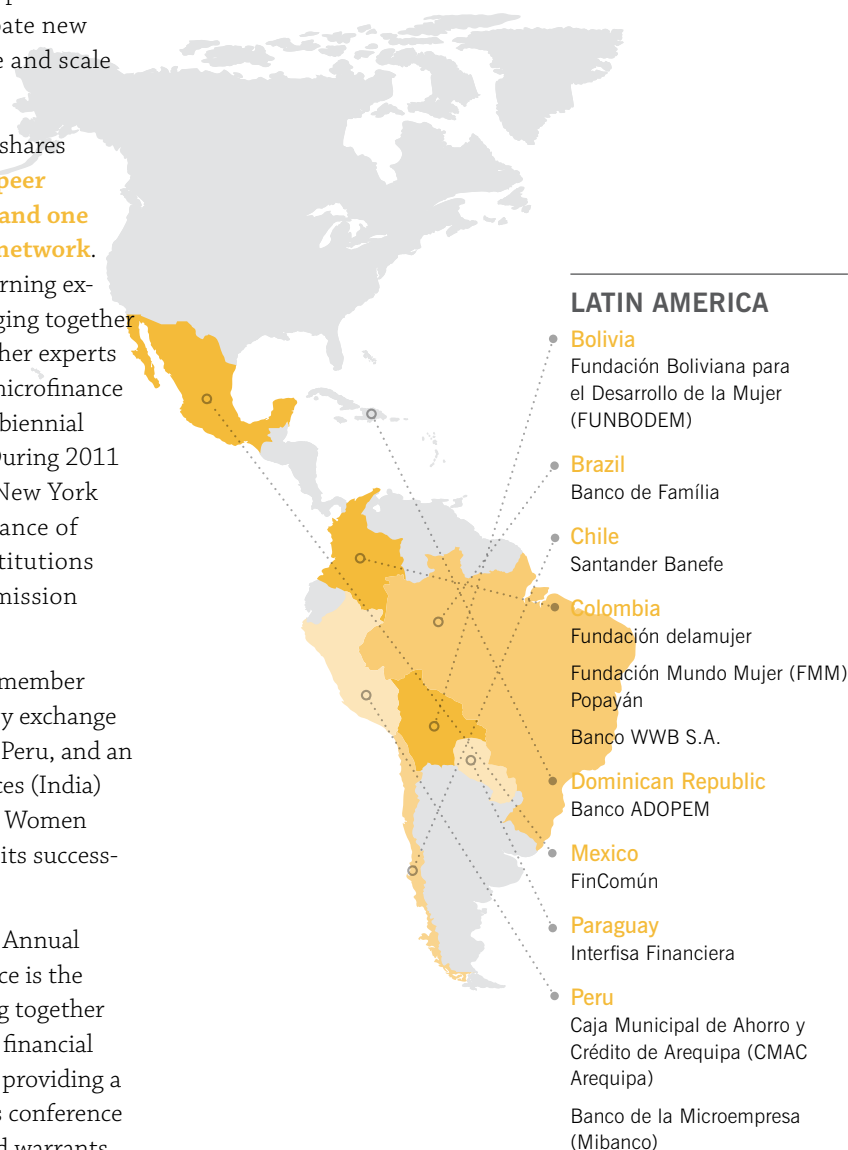 pate new
e and scale
shares
peer
and one
network.
rning ex-
ging together
her experts
microfinance
biennial
During 2011
New York
ance of
titutions
mission
member
y exchange
Peru, and an
ces (India)
Women
its success-
Annual
ce is the
g together
financial
providing a
s conference
d warrants
LATIN AMERICA
Bolivia
Fundación Boliviana para
el Desarrollo de la Mujer
(FUNBODEM)
Brazil
Banco de Família
Chile
Santander Banefe
Colombia
Fundación delamujer
Fundación Mundo Mujer (FMM)
Popayán
Banco WWB S.A.
Dominican Republic
Banco ADOPEM
Mexico
FinComún
Paraguay
Interfisa Financiera
Peru
Caja Municipal de Ahorro y
Crédito de Arequipa (CMAC
Arequipa)
Banco de la Microempresa
(Mibanco)